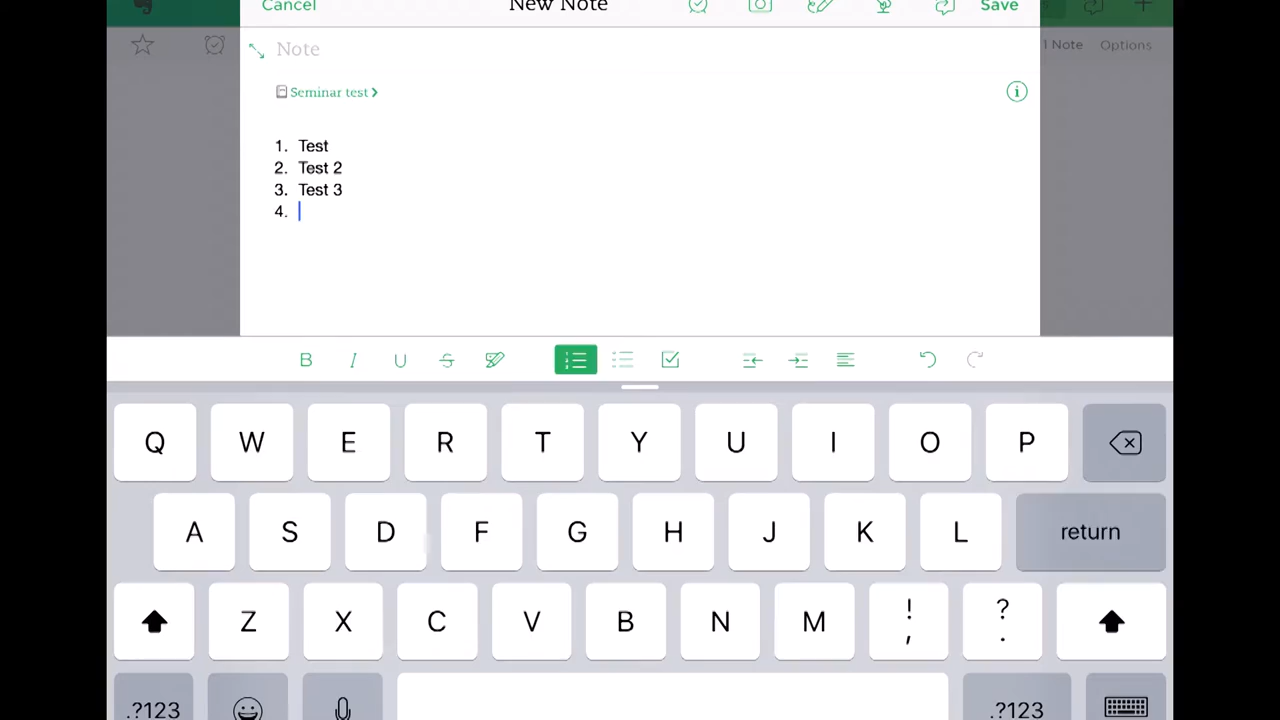 Cancel New Note Save
Note
1 Note Options
Seminar test
1. Test
2. Test 2
3. Test 3
4.
B I U S
Q W E R T Y U I O P
A S D F G H J K L return
Z X C V B N M ! , ? .
.?123 .?123